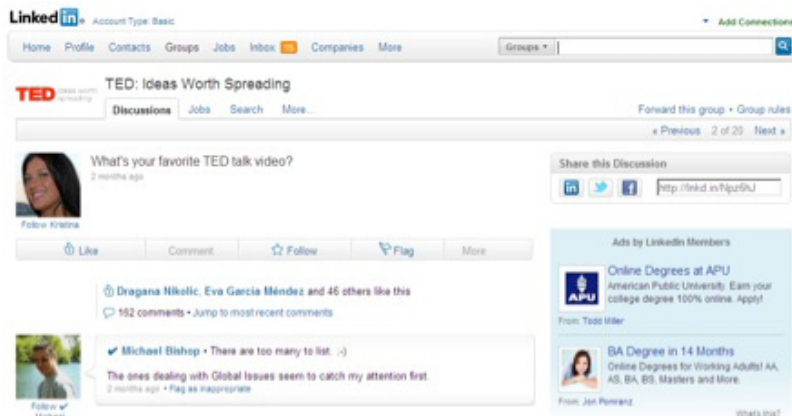 Linked in Account Type: Basic
Add Connections
Home Profile Contacts Groups Jobs Inbox 15 Companies More
Groups
TED ideas worth spreading
TED: Ideas Worth Spreading
Discussions Jobs Search More...
Forward this group • Group rules
« Previous 2 of 20 Next »
What's your favorite TED talk video?
2 months ago
Follow Kristina
Like Comment Follow Flag More
Dragana Nikolic, Eva Garcia Méndez and 46 others like this
162 comments • Jump to most recent comments
Michael Bishop • There are too many to list. ;-)
The ones dealing with Global Issues seem to catch my attention first.
2 months ago • Flag as inappropriate
Follow
Michael
Share this Discussion
in f
Ads by LinkedIn Members
APU
Online Degrees at APU
American Public University. Earn your
college degree 100% online. Apply!
From: Todd Miller
BA Degree in 14 Months
Online Degrees for Working Adults! AA,
AS, BA, BS, Masters and More.
What's this?